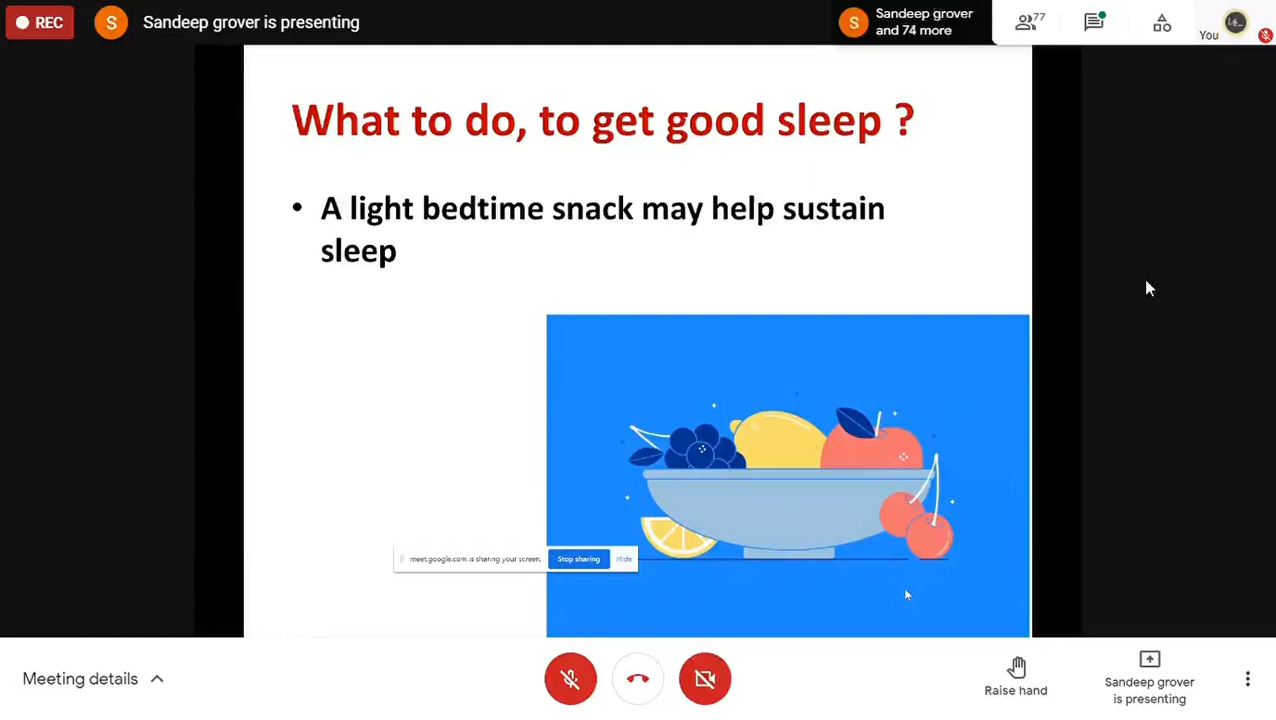 REC
S
Sandeep grover is presenting
S
Sandeep grover
and 74 more
77
You
What to do, to get good sleep ?
• A light bedtime snack may help sustain
sleep
meet.google.com is sharing your screen.
Stop sharing
Hide
Meeting details
Raise hand
Sandeep grover
is presenting